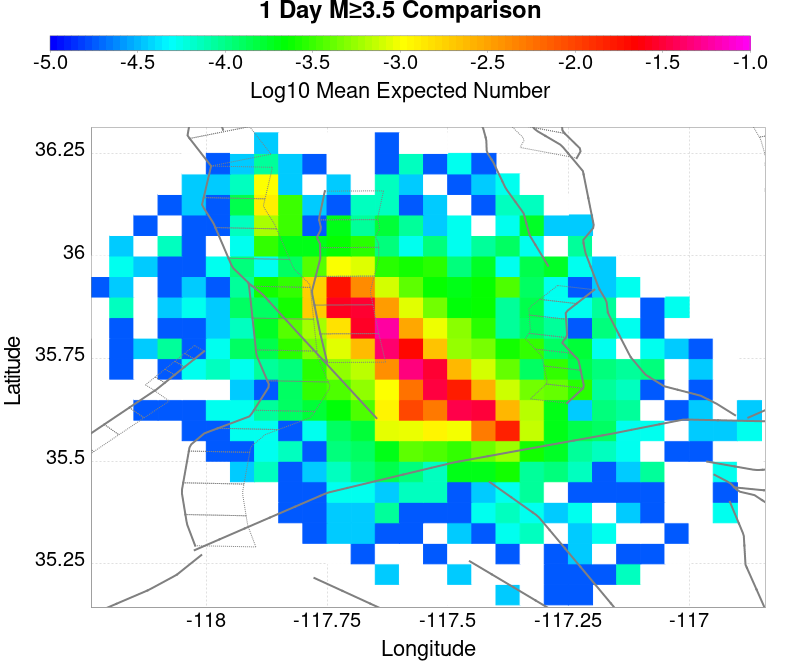 1 Day M≥3.5 Comparison
-5.0 -4.5 -4.0 -3.5 -3.0 -2.5 -2.0 -1.5 -1.0
Log10 Mean Expected Number
36.25
36
35.75
35.5
35.25
Latitude
-118 -117.75 -117.5 -117.25 -117
Longitude